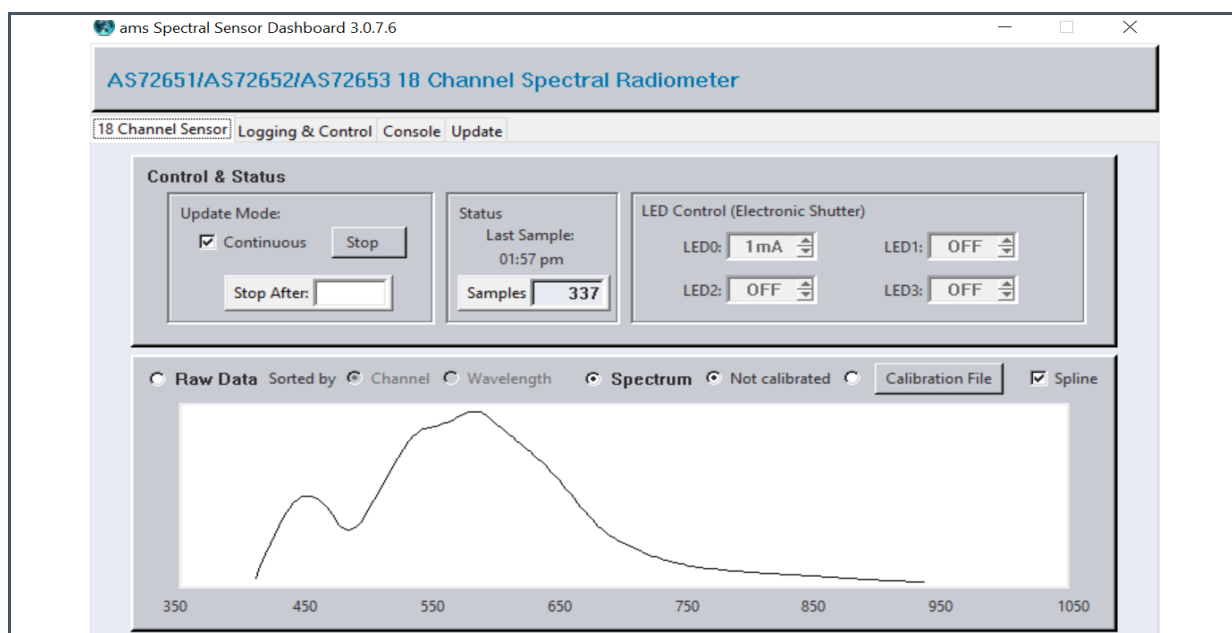 ams Spectral Sensor Dashboard 3.0.7.6
AS72651/AS72652/AS72653 18 Channel Spectral Radiometer
18 Channel Sensor Logging & Control Console Update
Control & Status
Update Mode:
Continuous Stop
Stop After:
Status
Last Sample:
01:57 pm
Samples 337
LED Control (Electronic Shutter)
LED0: 1mA LED1: OFF
LED2: OFF LED3: OFF
Raw Data Sorted by Channel Wavelength Spectrum Not calibrated Calibration File Spline
350 450 550 650 750 850 950 1050